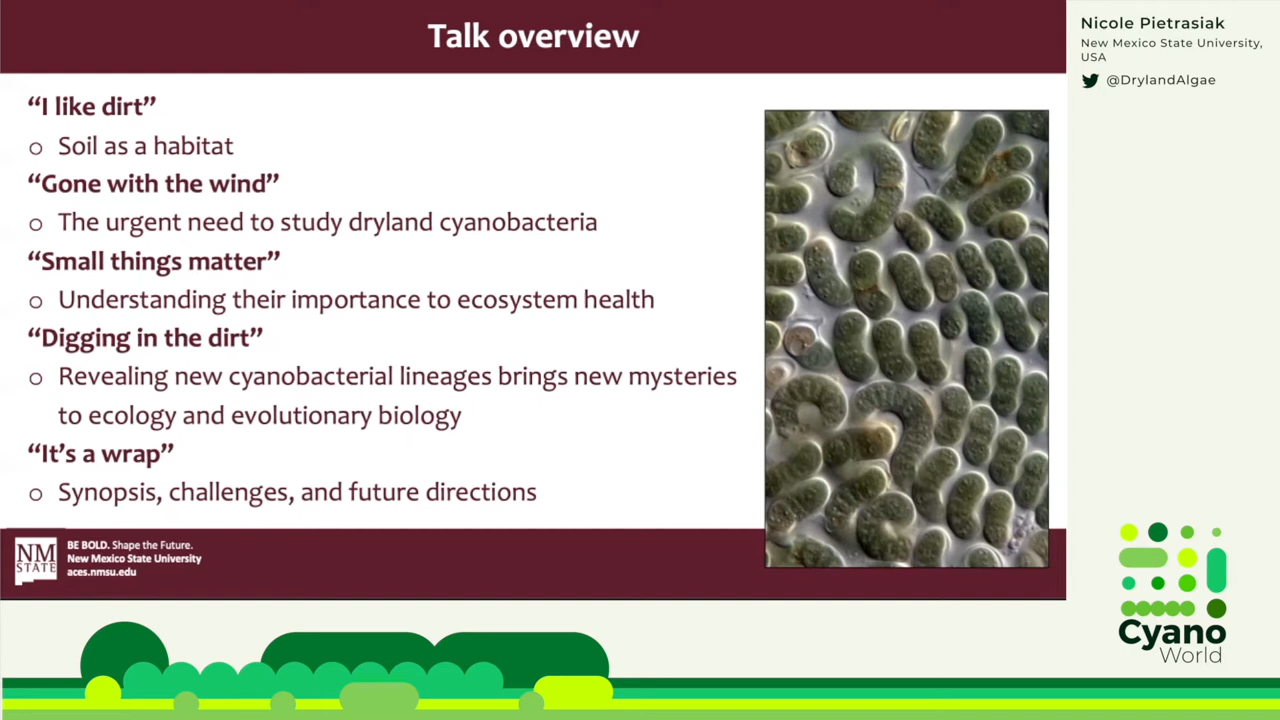 Talk overview
“I like dirt”
o Soil as a habitat
“Gone with the wind”
o The urgent need to study dryland cyanobacteria
“Small things matter”
o Understanding their importance to ecosystem health
“Digging in the dirt”
o Revealing new cyanobacterial lineages brings new mysteries
to ecology and evolutionary biology
“It’s a wrap”
o Synopsis, challenges, and future directions
NM
STATE
BE BOLD. Shape the Future.
New Mexico State University
aces.nmsu.edu
Nicole Pietrasiak
New Mexico State University,
USA
@DrylandAlgae
Cyano
World